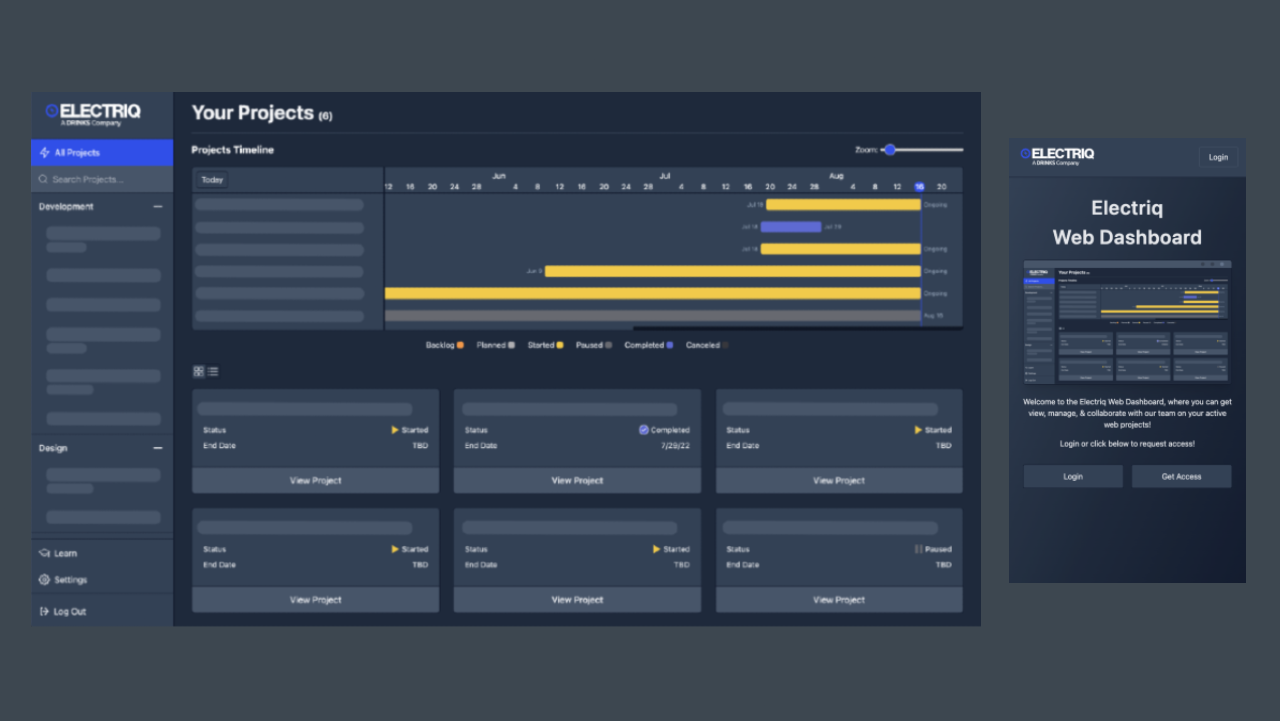 ELECTRIQ
A DRINKS Company
All Projects
Search Projects...
Development
Design
Learn
Settings
Log Out
Your Projects (6)
Projects Timeline
Zoom:
Today
Jun Jul Aug
12 16 20 24 28 4 8 12 16 20 24 28 4 8 12 16 20 24 28 4 8 12 16 20
Jul 19 Ongoing
Jul 18 Jul 29
Jul 18 Ongoing
Jun 9 Ongoing
Ongoing
Aug 16
Backlog Planned Started Paused Completed Canceled
Status Started
End Date TBD
View Project
Status Completed
End Date 7/29/22
View Project
Status Started
End Date TBD
View Project
Status Started
End Date TBD
View Project
Status Started
End Date TBD
View Project
Status Paused
End Date TBD
View Project
ELECTRIQ
A DRINKS Company
Login
Electriq
Web Dashboard
ELECTRIQ
Your Projects
Welcome to the Electriq Web Dashboard, where you can get
view, manage, & collaborate with our team on your active
web projects!
Login or click below to request access!
Login Get Access